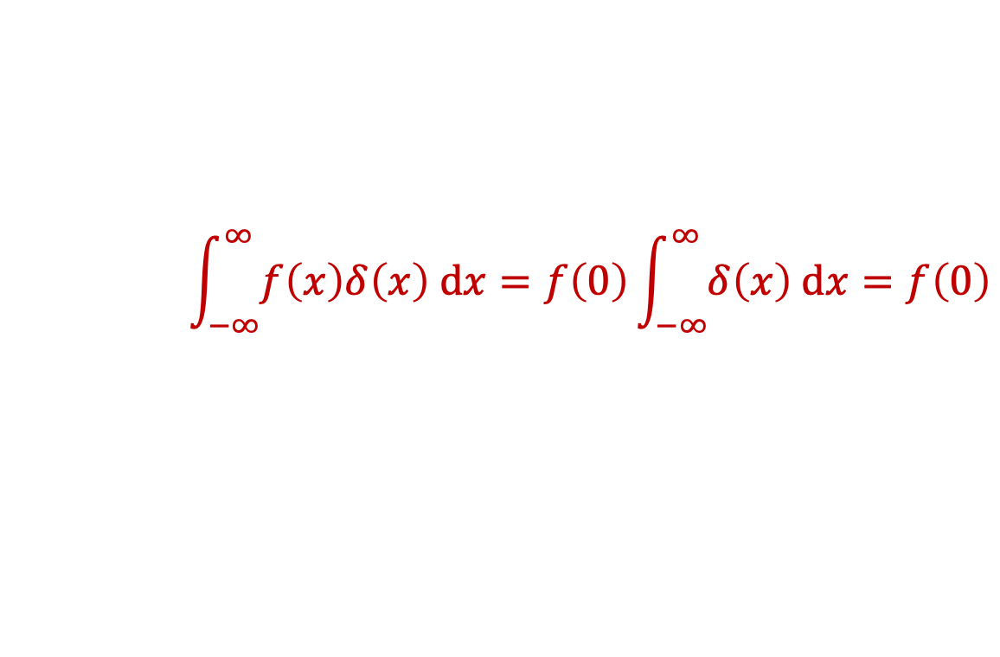 ∫_{−∞}^{∞} f(x)δ(x) dx = f(0) ∫_{−∞}^{∞} δ(x) dx = f(0)